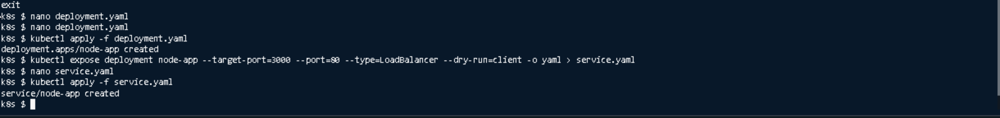 exit
k8s $ nano deployment.yaml
k8s $ nano deployment.yaml
k8s $ kubectl apply -f deployment.yaml
deployment.apps/node-app created
k8s $ kubectl expose deployment node-app --target-port=3000 --port=80 --type=LoadBalancer --dry-run=client -o yaml > service.yaml
k8s $ nano service.yaml
k8s $ kubectl apply -f service.yaml
service/node-app created
k8s $